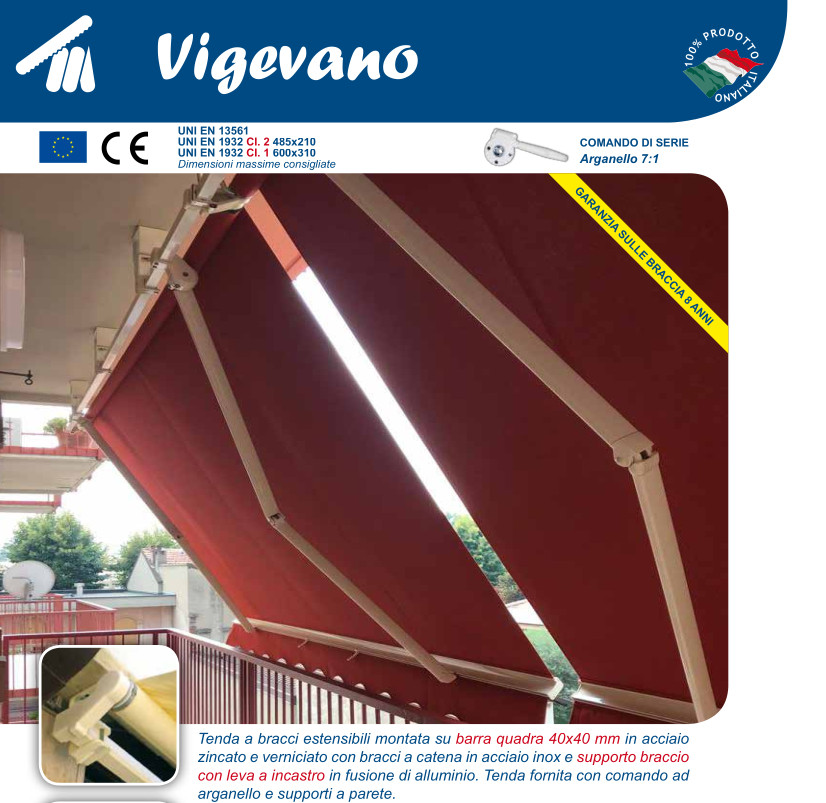 Vigevano
100% PRODOTTO ITALIANO
CE
UNI EN 13561
UNI EN 1932 Cl. 2 485x210
UNI EN 1932 Cl. 1 600x310
Dimensioni massime consigliate
COMANDO DI SERIE
Arganello 7:1
GARANZIA SULLE BRACCIA 8 ANNI
Tenda a bracci estensibili montata su barra quadra 40x40 mm in acciaio
zincato e verniciato con bracci a catena in acciaio inox e supporto braccio
con leva a incastro in fusione di alluminio. Tenda fornita con comando ad
arganello e supporti a parete.